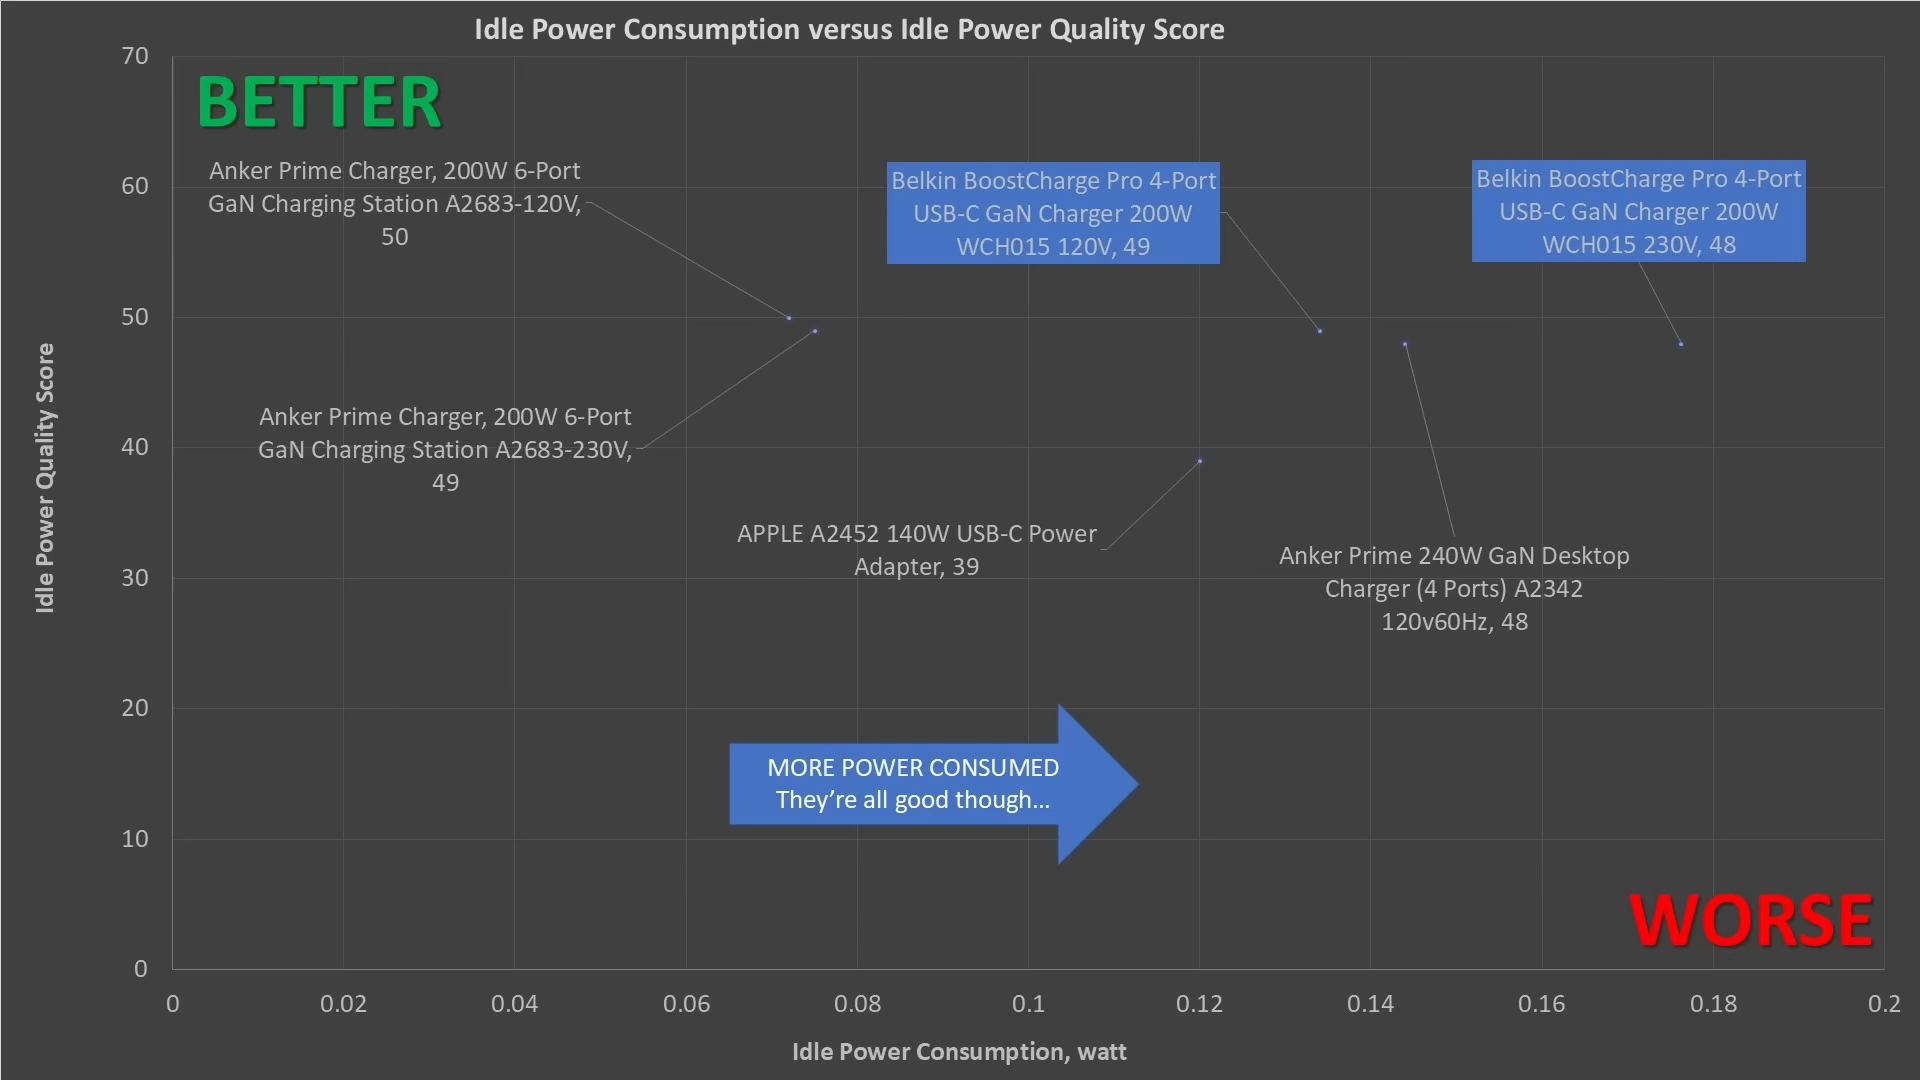 Idle Power Consumption versus Idle Power Quality Score
70
BETTER
Anker Prime Charger, 200W 6-Port
GaN Charging Station A2683-120V,
50
Belkin BoostCharge Pro 4-Port
USB-C GaN Charger 200W
WCH015 120V, 49
Belkin BoostCharge Pro 4-Port
USB-C GaN Charger 200W
WCH015 230V, 48
60
50
Anker Prime Charger, 200W 6-Port
GaN Charging Station A2683-230V,
49
40
Idle Power Quality Score
APPLE A2452 140W USB-C Power
Adapter, 39
Anker Prime 240W GaN Desktop
Charger (4 Ports) A2342
120v60Hz, 48
30
20
MORE POWER CONSUMED
They’re all good though...
10
WORSE
0
0 0.02 0.04 0.06 0.08 0.1 0.12 0.14 0.16 0.18 0.2
Idle Power Consumption, watt